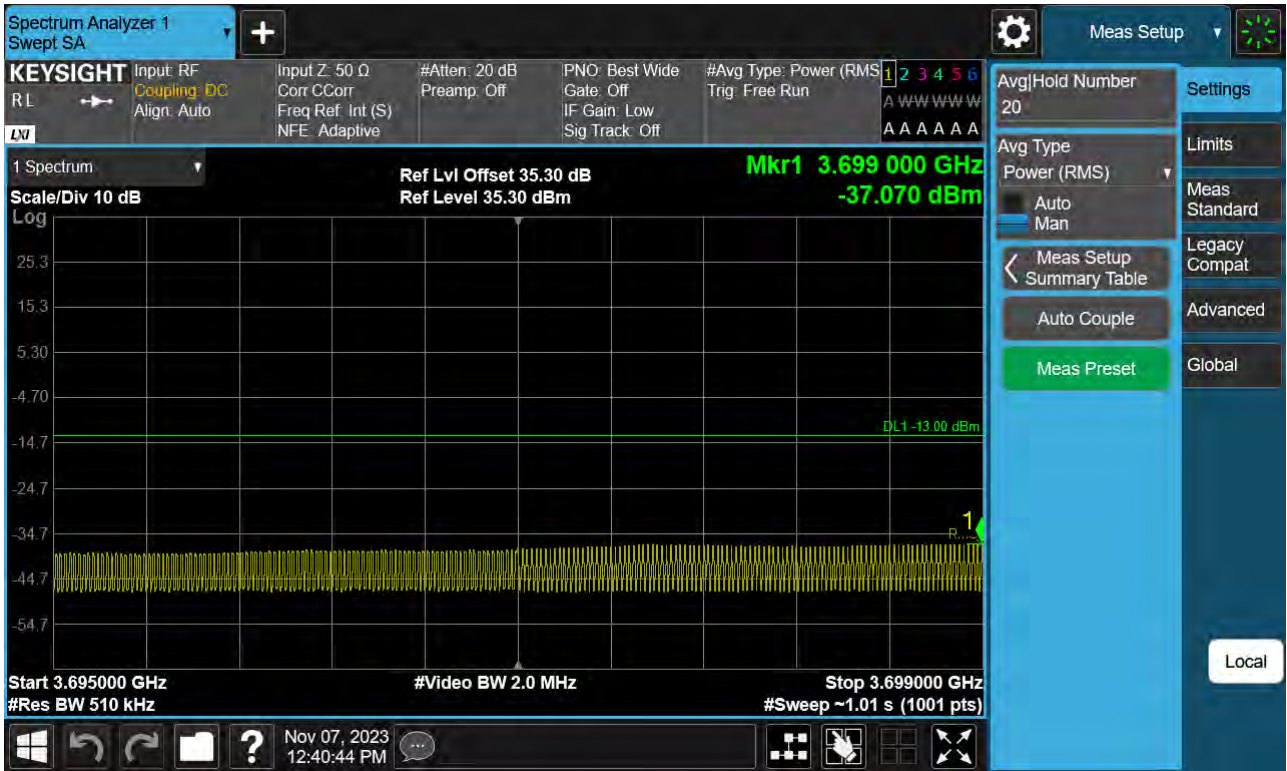 Spectrum Analyzer 1
Swept SA
Meas Setup
KEYSIGHT
RL
LXI
Input: RF
Coupling: DC
Align: Auto
Input Z: 50 Ω
Corr CCorr
Freq Ref: Int (S)
NFE: Adaptive
#Atten: 20 dB
Preamp: Off
PNO: Best Wide
Gate: Off
IF Gain: Low
Sig Track: Off
#Avg Type: Power (RMS
Trig: Free Run
1 2 3 4 5 6
A W W W W W
A A A A A A
1 Spectrum
Scale/Div 10 dB
Log
Ref Lvl Offset 35.30 dB
Ref Level 35.30 dBm
Mkr1 3.699 000 GHz
-37.070 dBm
25.3
15.3
5.30
-4.70
-14.7
-24.7
-34.7
-44.7
-54.7
DL1 -13.00 dBm
1
Start 3.695000 GHz
#Res BW 510 kHz
#Video BW 2.0 MHz
Stop 3.699000 GHz
#Sweep ~1.01 s (1001 pts)
Avg|Hold Number
20
Avg Type
Power (RMS)
Auto
Man
Meas Setup
Summary Table
Auto Couple
Meas Preset
Settings
Limits
Meas
Standard
Legacy
Compat
Advanced
Global
Local
?
Nov 07, 2023
12:40:44 PM